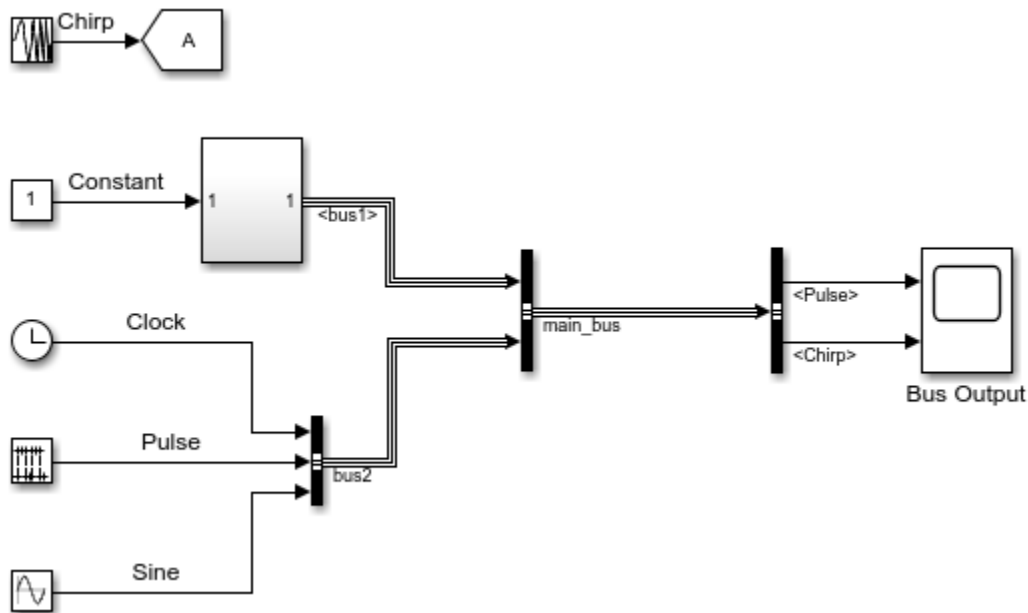 Chirp
A
Constant
1
1
1
<bus1>
Clock
main_bus
<Pulse>
<Chirp>
Bus Output
Pulse
bus2
Sine